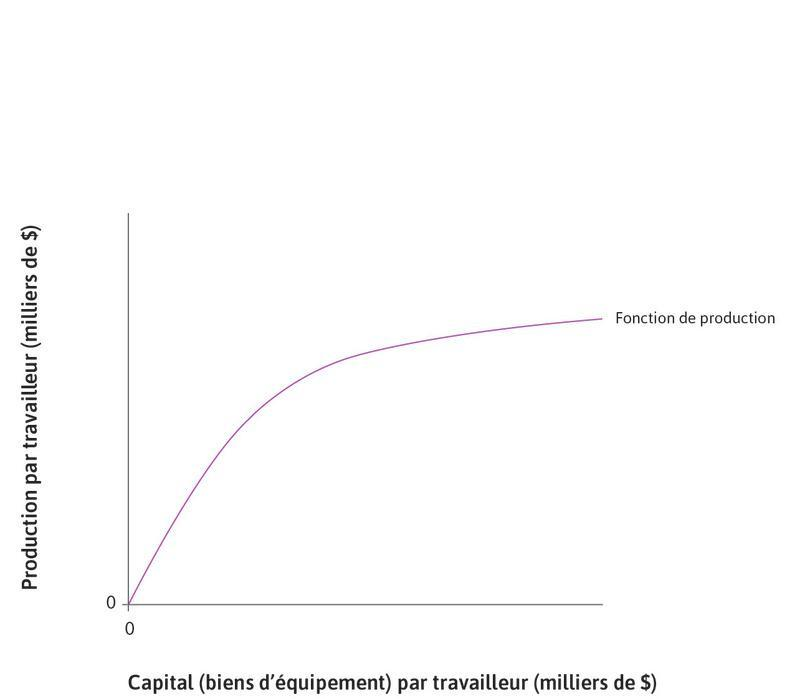 Production par travailleur (milliers de $)
Fonction de production
0
0
Capital (biens d’équipement) par travailleur (milliers de $)